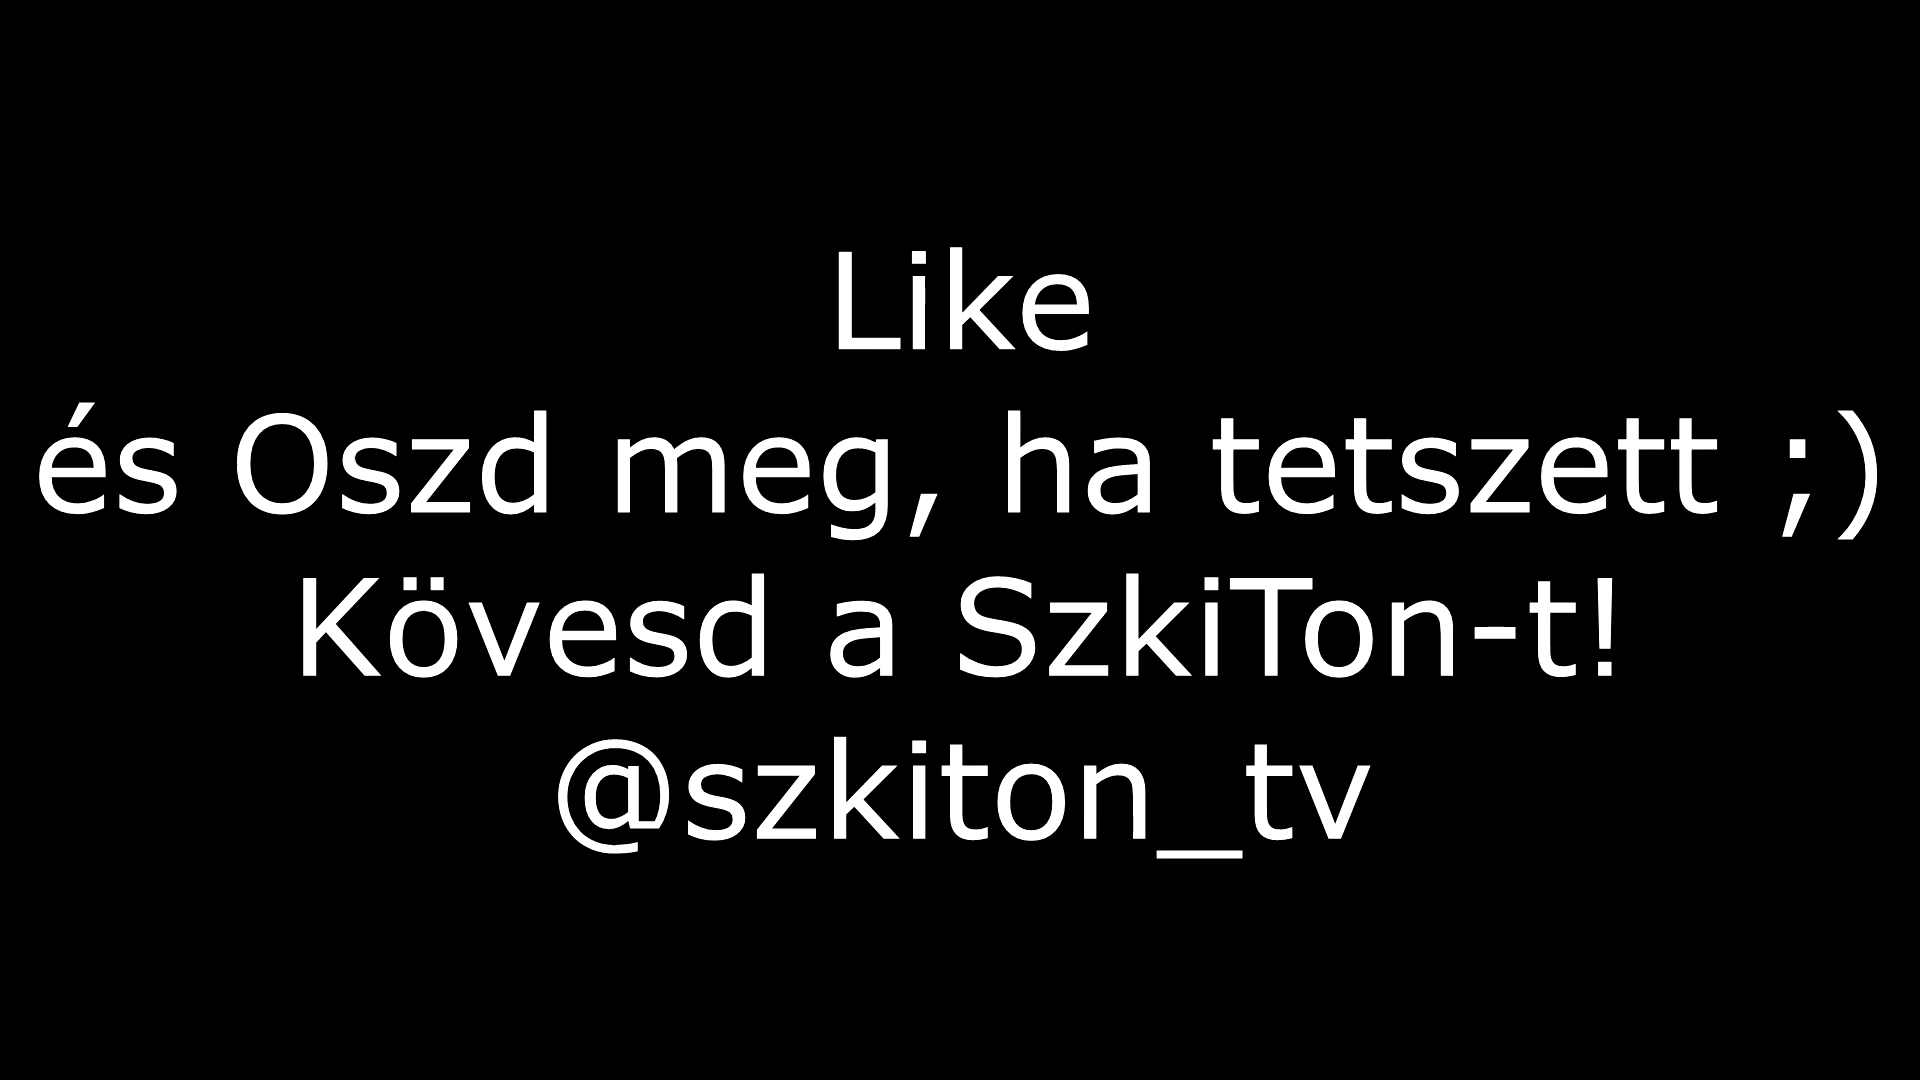 Like
és Oszd meg, ha tetszett ;)
Kövesd a SzkiTon-t!
@szkiton_tv